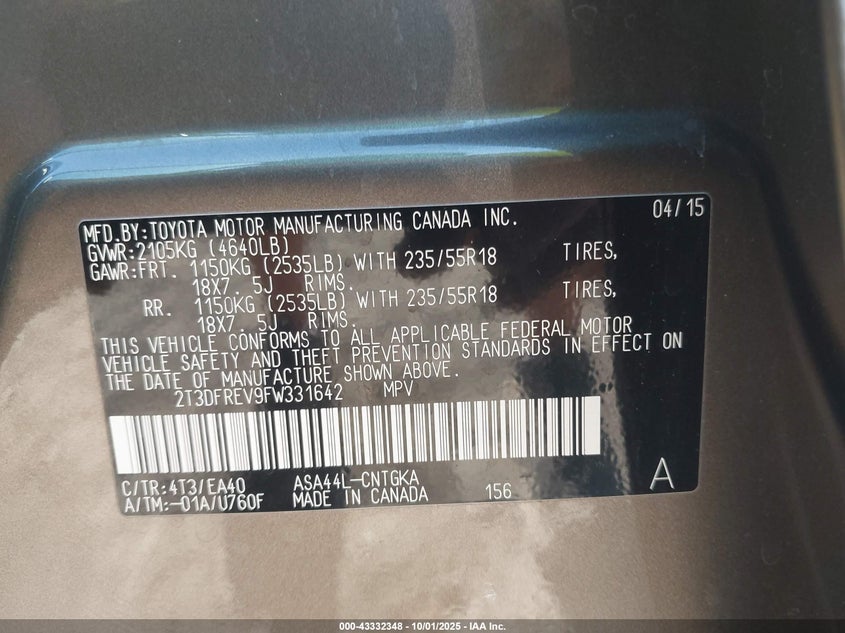 MFD.BY:TOYOTA MOTOR MANUFACTURING CANADA INC. 04/15
GVWR:2105KG (4640LB)
GAWR:FRT. 1150KG (2535LB) WITH 235/55R18 TIRES,
18X7. 5J RIMS.
RR. 1150KG (2535LB) WITH 235/55R18 TIRES,
18X7. 5J RIMS.
THIS VEHICLE CONFORMS TO ALL APPLICABLE FEDERAL MOTOR
VEHICLE SAFETY AND THEFT PREVENTION STANDARDS IN EFFECT ON
THE DATE OF MANUFACTURE SHOWN ABOVE.
2T3DFREV9FW331642 MPV
C/TR:4T3/EA40 ASA44L-CNTGKA
A/TM:-01A/U760F MADE IN CANADA 156 A
000-43332348 - 10/01/2025 - IAA Inc.